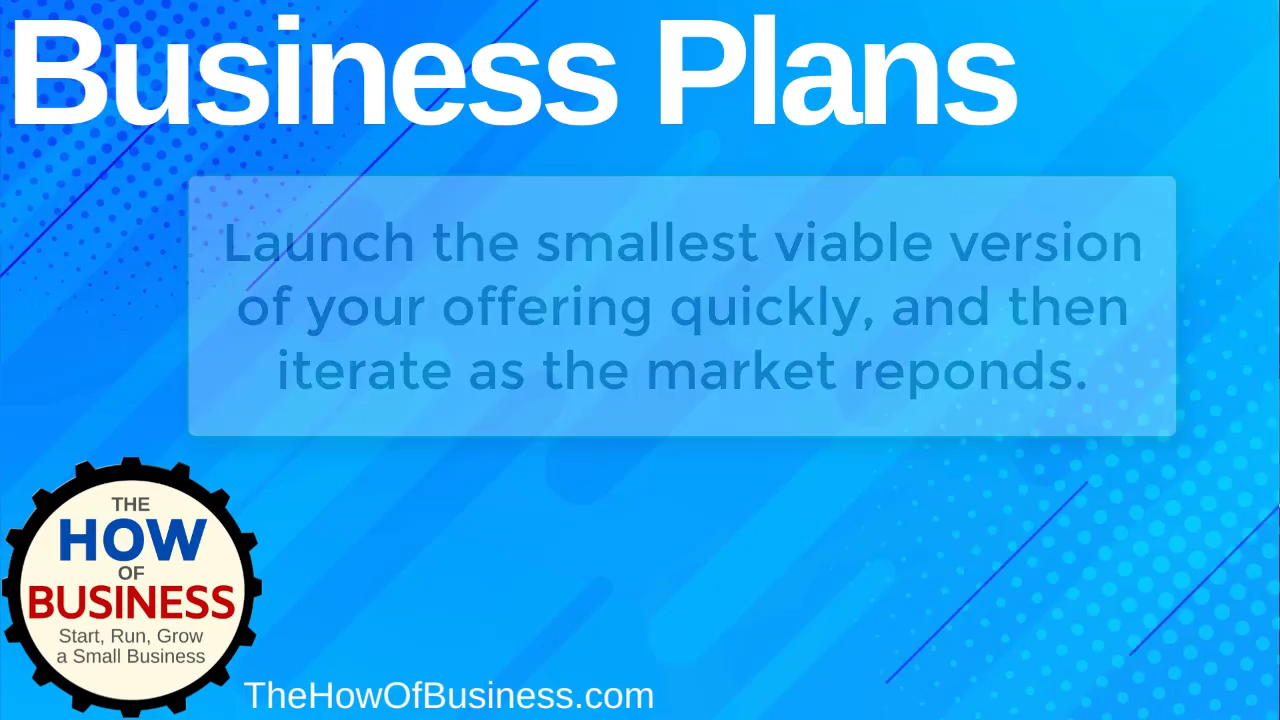 Business Plans
Launch the smallest viable version
of your offering quickly, and then
iterate as the market reponds.
THE
HOW
OF
BUSINESS
Start, Run, Grow
a Small Business
TheHowOfBusiness.com